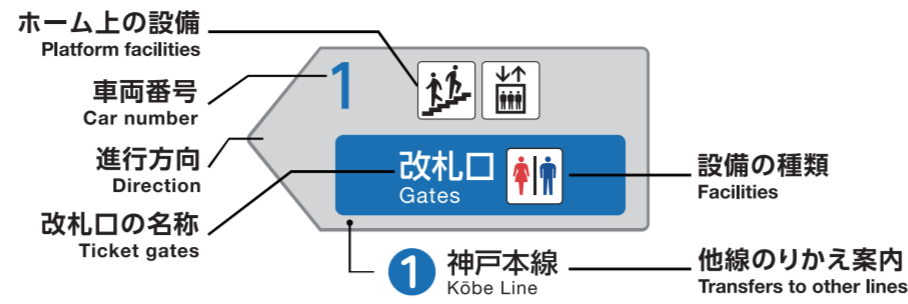 ホーム上の設備
Platform facilities
車両番号
Car number
進行方向
Direction
改札口の名称
Ticket gates
1
改札口
Gates
設備の種類
Facilities
1 神戸本線
Kōbe Line
他線のりかえ案内
Transfers to other lines